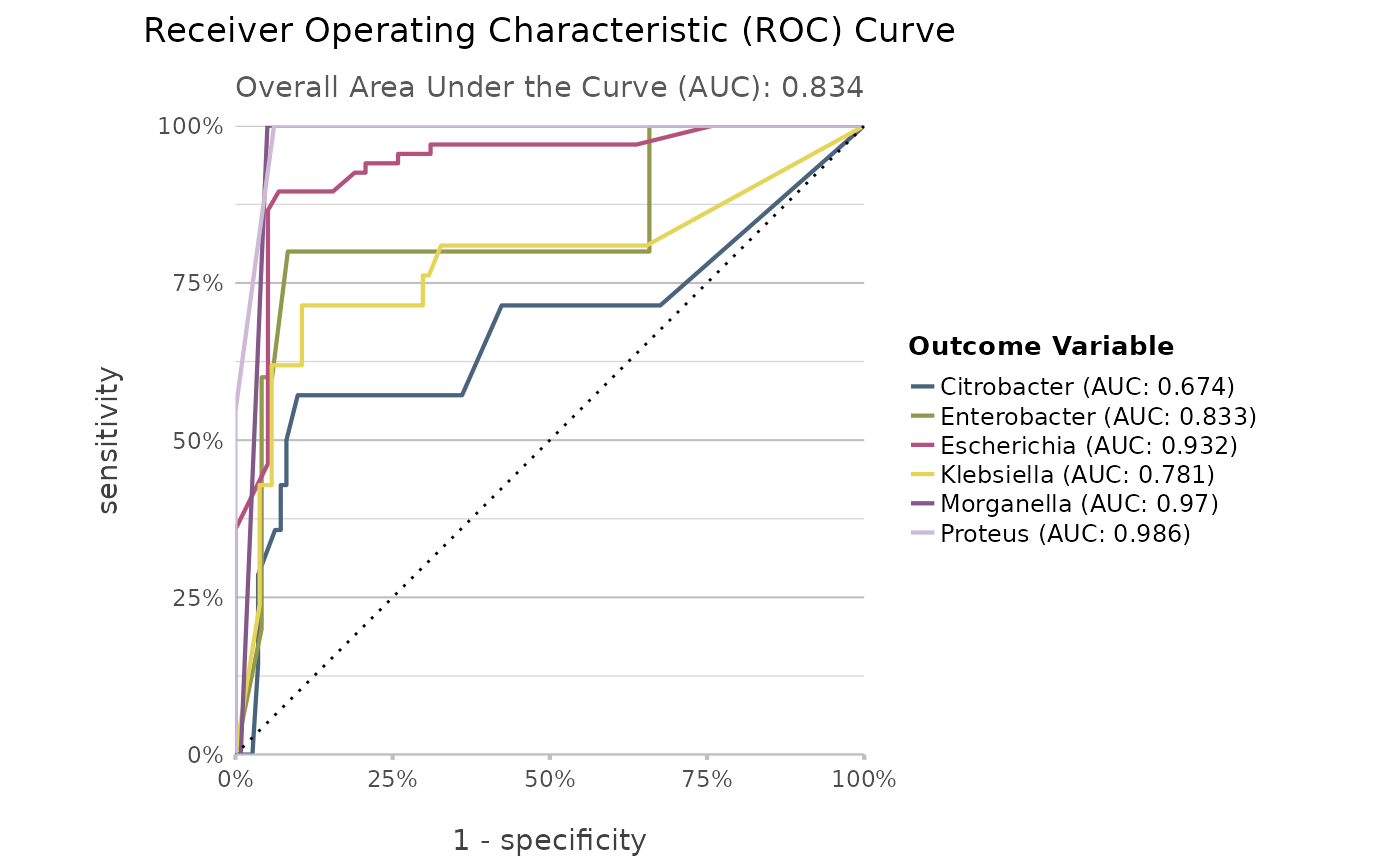 Receiver Operating Characteristic (ROC) Curve
Overall Area Under the Curve (AUC): 0.834
100%
75%
50%
25%
0%
sensitivity
0%
25%
50%
75%
100%
1 - specificity
Outcome Variable
Citrobacter (AUC: 0.674)
Enterobacter (AUC: 0.833)
Escherichia (AUC: 0.932)
Klebsiella (AUC: 0.781)
Morganella (AUC: 0.97)
Proteus (AUC: 0.986)